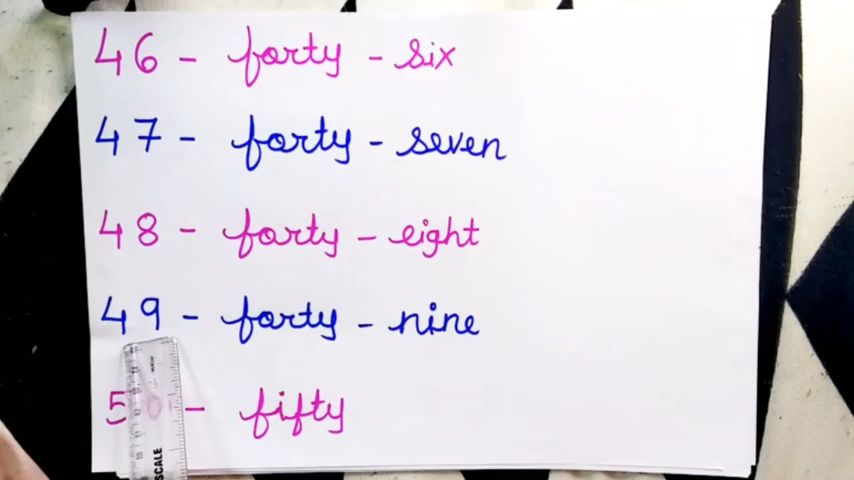 46 - forty - six
47 - forty - seven
48 - forty - eight
49 - forty - nine
50 - fifty
SCALE